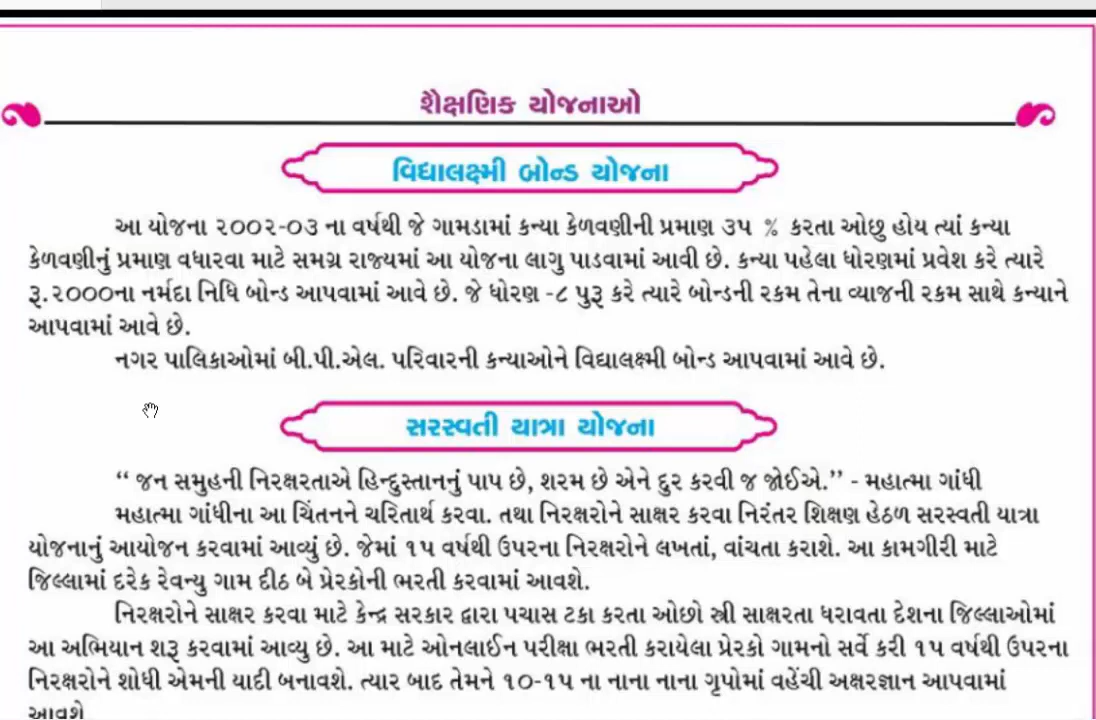 શૈક્ષણિક યોજનાઓ
વિદ્યાલક્ષ્મી બોન્ડ યોજના
આ યોજના ૨૦૦૨-૦૩ ના વર્ષથી જે ગામડામાં કન્યા કેળવણીની પ્રમાણ ૩૫ % કરતા ઓછુ હોય ત્યાં કન્યા
કેળવણીનું પ્રમાણ વધારવા માટે સમગ્ર રાજ્યમાં આ યોજના લાગુ પાડવામાં આવી છે. કન્યા પહેલા ધોરણમાં પ્રવેશ કરે ત્યારે
રૂ.૨૦૦૦ના નર્મદા નિધિ બોન્ડ આપવામાં આવે છે. જે ધોરણ -૮ પુરૂ કરે ત્યારે બોન્ડની રકમ તેના વ્યાજની રકમ સાથે કન્યાને
આપવામાં આવે છે.
નગર પાલિકાઓમાં બી.પી.એલ. પરિવારની કન્યાઓને વિદ્યાલક્ષ્મી બોન્ડ આપવામાં આવે છે.
સરસ્વતી યાત્રા યોજના
“ જન સમુહની નિરક્ષરતાએ હિન્દુસ્તાનનું પાપ છે, શરમ છે એને દુર કરવી જ જોઈએ.” - મહાત્મા ગાંધી
મહાત્મા ગાંધીના આ ચિંતનને ચરિતાર્થ કરવા. તથા નિરક્ષરોને સાક્ષર કરવા નિરંતર શિક્ષણ હેઠળ સરસ્વતી યાત્રા
યોજનાનું આયોજન કરવામાં આવ્યું છે. જેમાં ૧૫ વર્ષથી ઉપરના નિરક્ષરોને લખતાં, વાંચતા કરાશે. આ કામગીરી માટે
જિલ્લામાં દરેક રેવન્યુ ગામ દીઠ બે પ્રેરકોની ભરતી કરવામાં આવશે.
નિરક્ષરોને સાક્ષર કરવા માટે કેન્દ્ર સરકાર દ્વારા પચાસ ટકા કરતા ઓછો સ્ત્રી સાક્ષરતા ધરાવતા દેશના જિલ્લાઓમાં
આ અભિયાન શરૂ કરવામાં આવ્યુ છે. આ માટે ઓનલાઈન પરીક્ષા ભરતી કરાયેલા પ્રેરકો ગામનો સર્વે કરી ૧૫ વર્ષથી ઉપરના
નિરક્ષરોને શોધી એમની યાદી બનાવશે. ત્યાર બાદ તેમને ૧૦-૧૫ ના નાના નાના ગૃપોમાં વહેંચી અક્ષરજ્ઞાન આપવામાં
આવશે